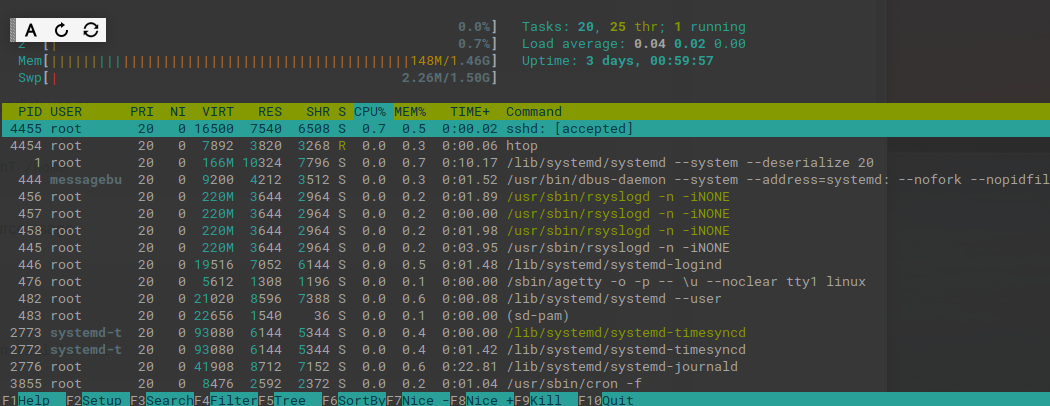 A
0.0%] Tasks: 20, 25 thr; 1 running
2 [| 0.7%] Load average: 0.04 0.02 0.00
Mem[||||||||||||||||||||||||||||||||||||||||||||148M/1.46G] Uptime: 3 days, 00:59:57
Swp[| 2.26M/1.50G]
PID USER PRI NI VIRT RES SHR S CPU% MEM% TIME+ Command
4455 root 20 0 16500 7540 6508 S 0.7 0.5 0:00.02 sshd: [accepted]
4454 root 20 0 7892 3820 3268 R 0.0 0.3 0:00.06 htop
1 root 20 0 166M 10324 7796 S 0.0 0.7 0:10.17 /lib/systemd/systemd --system --deserialize 20
444 messagebu 20 0 9200 4212 3512 S 0.0 0.3 0:01.52 /usr/bin/dbus-daemon --system --address=systemd: --nofork --nopidfil
456 root 20 0 220M 3644 2964 S 0.0 0.2 0:01.89 /usr/sbin/rsyslogd -n -iNONE
457 root 20 0 220M 3644 2964 S 0.0 0.2 0:00.00 /usr/sbin/rsyslogd -n -iNONE
458 root 20 0 220M 3644 2964 S 0.0 0.2 0:01.98 /usr/sbin/rsyslogd -n -iNONE
445 root 20 0 220M 3644 2964 S 0.0 0.2 0:03.95 /usr/sbin/rsyslogd -n -iNONE
446 root 20 0 19516 7052 6144 S 0.0 0.5 0:01.48 /lib/systemd/systemd-logind
476 root 20 0 5612 1308 1196 S 0.0 0.1 0:00.00 /sbin/agetty -o -p -- \u --noclear tty1 linux
482 root 20 0 21020 8596 7388 S 0.0 0.6 0:00.08 /lib/systemd/systemd --user
483 root 20 0 22656 1540 36 S 0.0 0.1 0:00.00 (sd-pam)
2773 systemd-t 20 0 93080 6144 5344 S 0.0 0.4 0:00.00 /lib/systemd/systemd-timesyncd
2772 systemd-t 20 0 93080 6144 5344 S 0.0 0.4 0:01.42 /lib/systemd/systemd-timesyncd
2776 root 20 0 41908 8712 7152 S 0.0 0.6 0:22.81 /lib/systemd/systemd-journald
3855 root 20 0 8476 2592 2372 S 0.0 0.2 0:01.04 /usr/sbin/cron -f
F1Help F2Setup F3SearchF4FilterF5Tree F6SortByF7Nice -F8Nice +F9Kill F10Quit